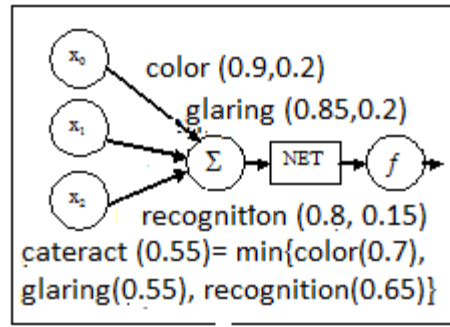 x0
color (0.9,0.2)
glaring (0.85,0.2)
x1
Σ
NET
f
x2
recognition (0.8, 0.15)
cateract (0.55)= min{color(0.7),
glaring(0.55), recognition(0.65)}